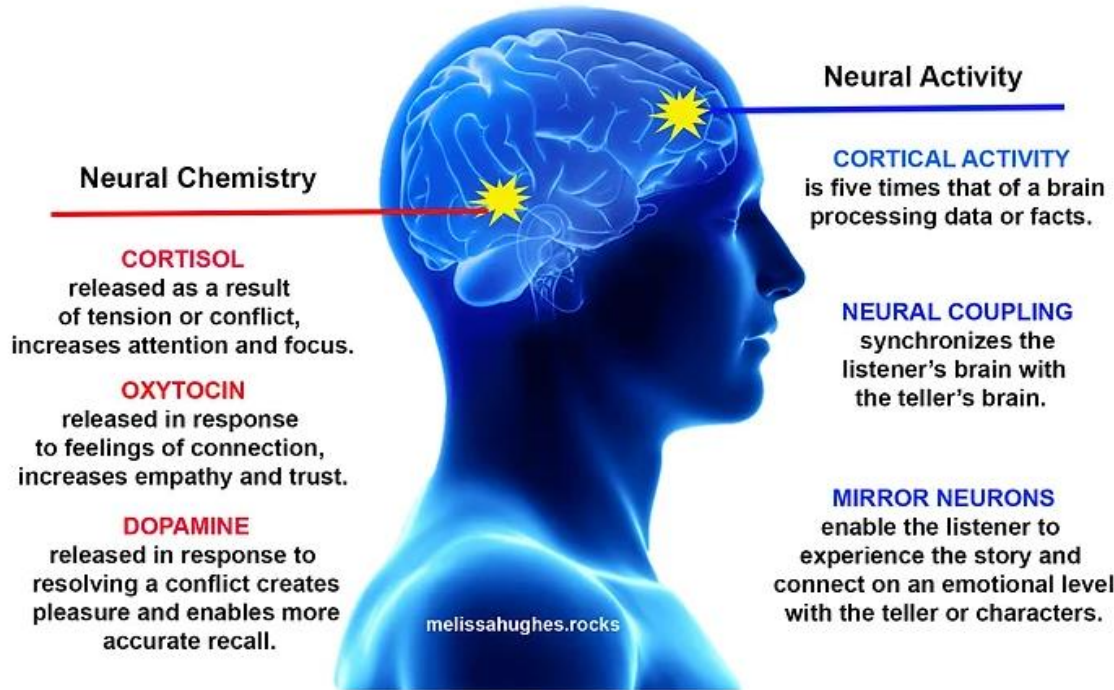 Neural Chemistry
CORTISOL
released as a result
of tension or conflict,
increases attention and focus.
OXYTOCIN
released in response
to feelings of connection,
increases empathy and trust.
DOPAMINE
released in response to
resolving a conflict creates
pleasure and enables more
accurate recall.
Neural Activity
CORTICAL ACTIVITY
is five times that of a brain
processing data or facts.
NEURAL COUPLING
synchronizes the
listener’s brain with
the teller’s brain.
MIRROR NEURONS
enable the listener to
experience the story and
connect on an emotional level
with the teller or characters.
melissahughes.rocks